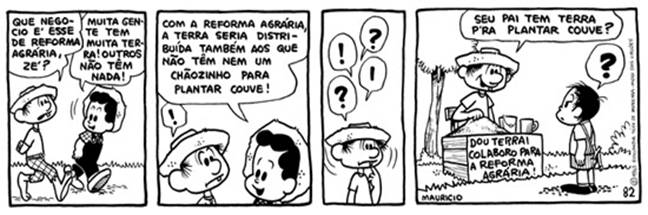 QUE NEGÓ-
CIO É ESSE
DE REFORMA
AGRÁRIA,
ZÉ?
MUITA GEN-
TE TEM
MUITA TER-
RA! OUTROS
NÃO TÊM
NADA!
COM A REFORMA AGRÁRIA,
A TERRA SERIA DISTRI-
BUÍDA TAMBÉM AOS QUE
NÃO TÊM NEM UM
CHÃOZINHO PARA
PLANTAR COUVE!
!
!
?
?
!
SEU PAI TEM TERRA
P'RA PLANTAR COUVE?
?
DOU TERRA!
COLABORO PARA
A REFORMA
AGRÁRIA!
MAURICIO
82